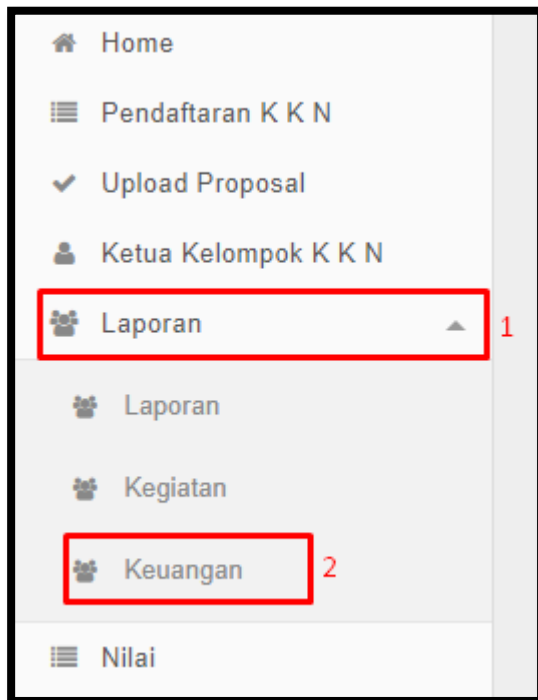 Home
Pendaftaran K K N
Upload Proposal
Ketua Kelompok K K N
Laporan 1
Laporan
Kegiatan
Keuangan 2
Nilai